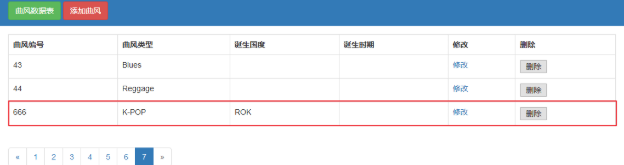 曲风数据表 添加曲风
曲风编号 曲风类型 诞生国度 诞生时期 修改 删除
43 Blues 修改 删除
44 Reggage 修改 删除
666 K-POP ROK 修改 删除
« 1 2 3 4 5 6 7 »